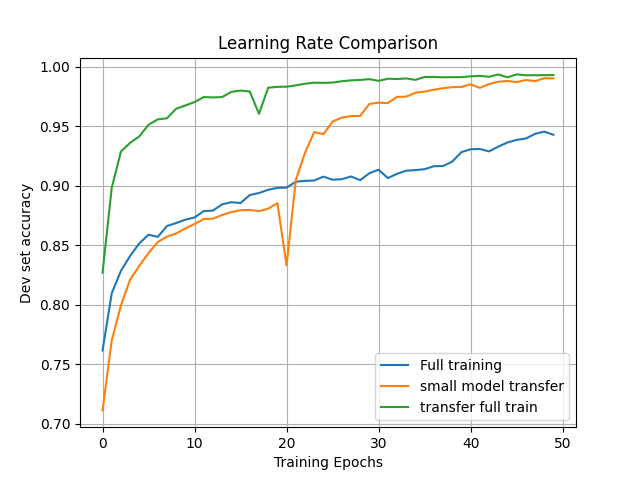 Learning Rate Comparison
1.00
0.95
0.90
0.85
0.80
0.75
0.70
Dev set accuracy
Full training
small model transfer
transfer full train
0 10 20 30 40 50
Training Epochs